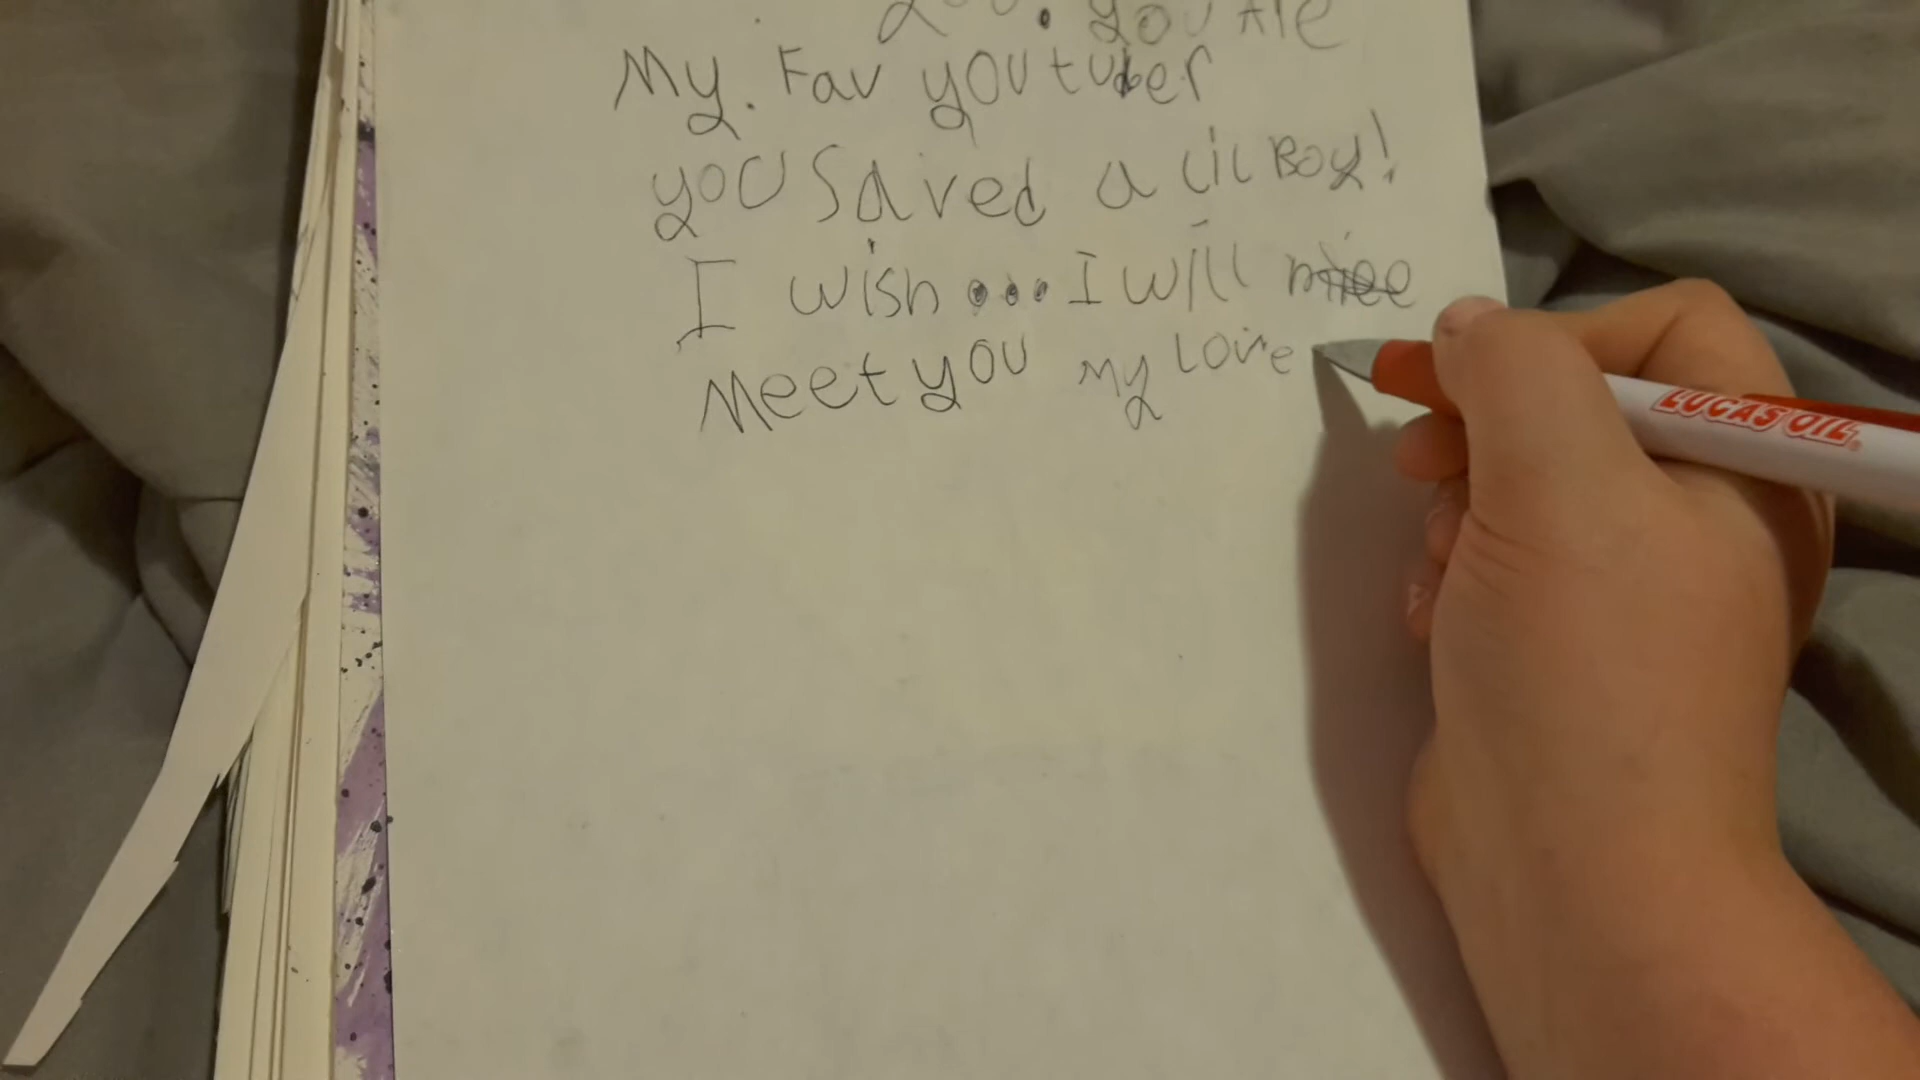 You Are
My. Fav youtuber
you Saved a Lil Boy!
I wish... I will
Meet you my Love
LUCAS OIL